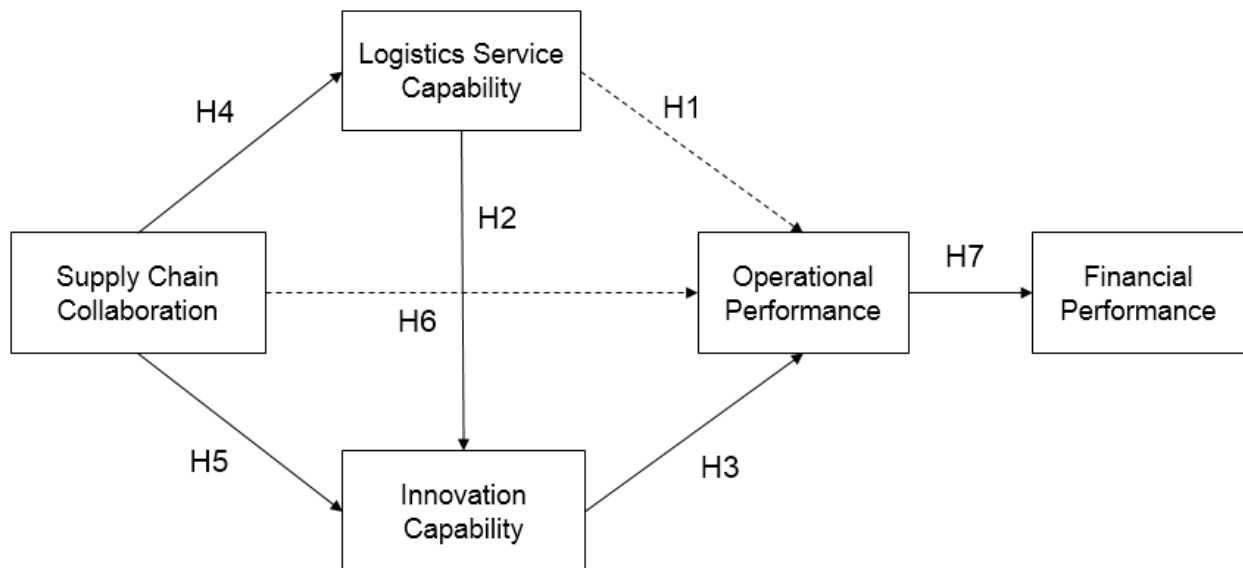 Logistics Service
Capability
H4
H1
H2
Supply Chain
Collaboration
Operational
Performance
H7
Financial
Performance
H6
H5
H3
Innovation
Capability